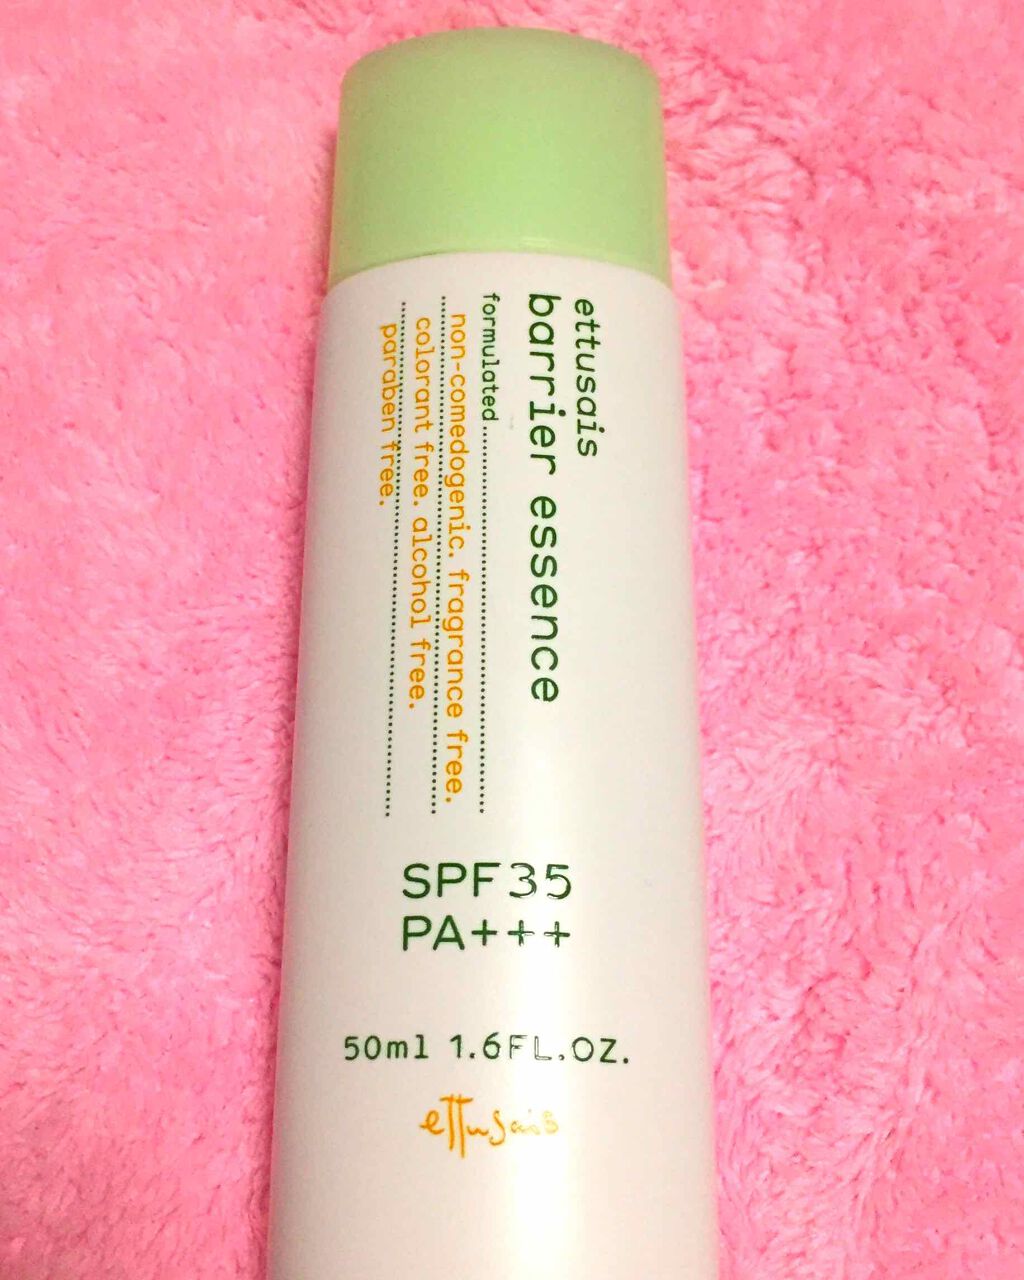 ettusais
barrier essence
formulated
non-comedogenic. fragrance free.
colorant free. alcohol free.
paraben free.
SPF35
PA+++
50ml 1.6FL.OZ.
ettusais